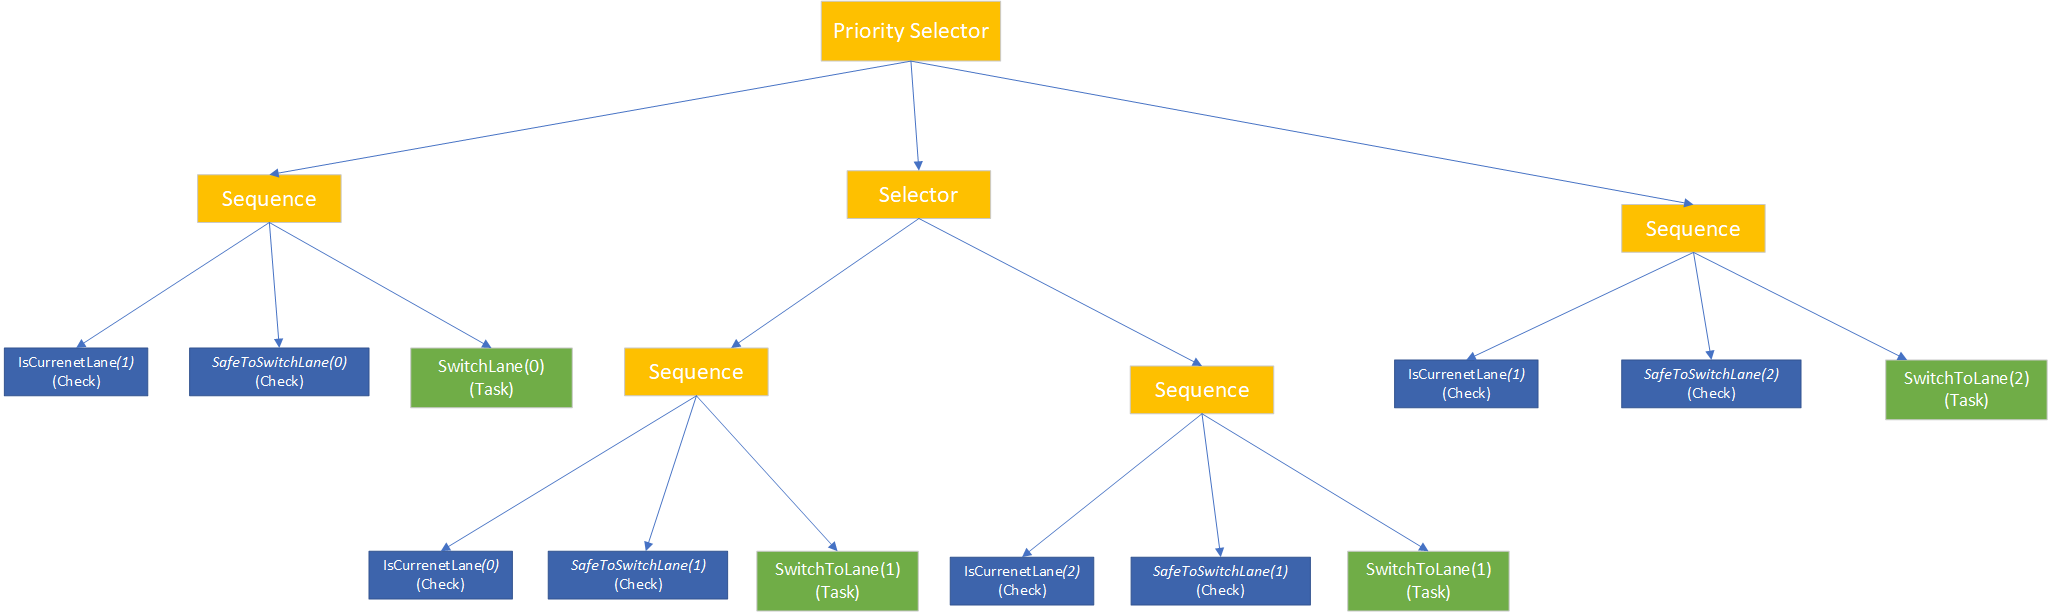 Priority Selector
Sequence
Selector
Sequence
IsCurrenetLane(1)
(Check)
SafeToSwitchLane(0)
(Check)
SwitchLane(0)
(Task)
Sequence
Sequence
IsCurrenetLane(1)
(Check)
SafeToSwitchLane(2)
(Check)
SwitchToLane(2)
(Task)
IsCurrenetLane(0)
(Check)
SafeToSwitchLane(1)
(Check)
SwitchToLane(1)
(Task)
IsCurrenetLane(2)
(Check)
SafeToSwitchLane(1)
(Check)
SwitchToLane(1)
(Task)